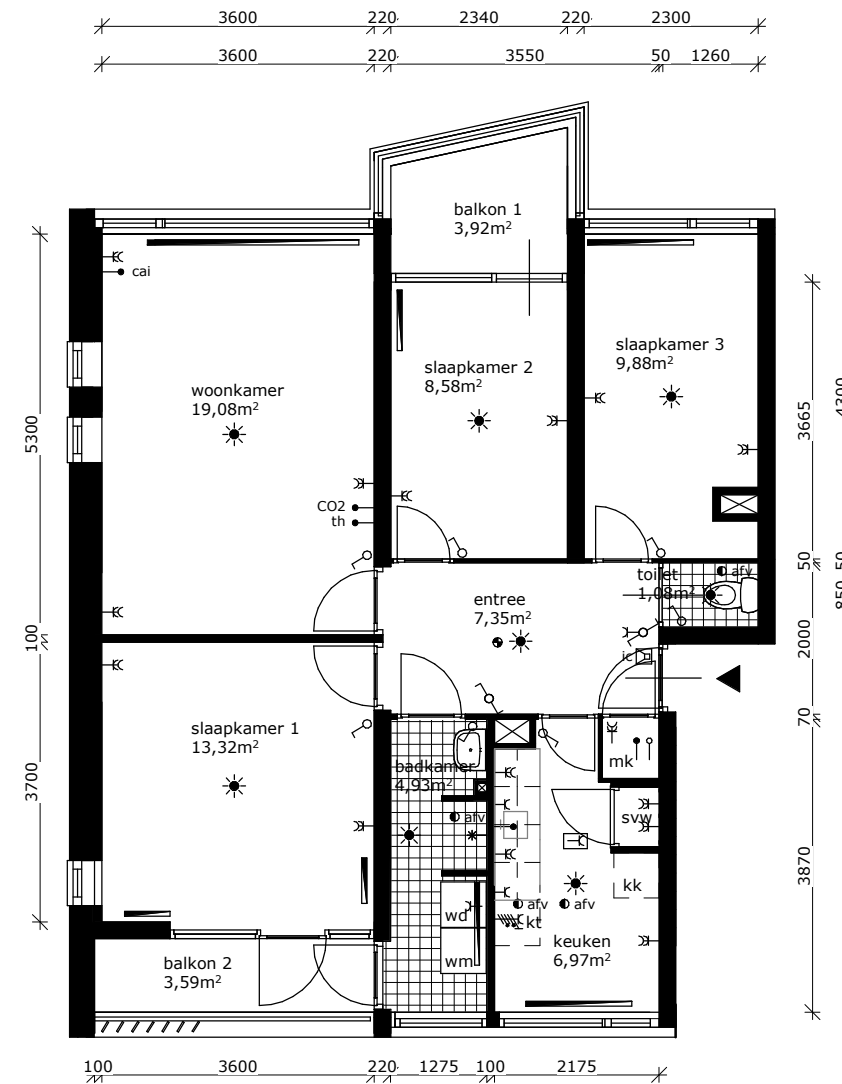 3600 220 2340 220 2300
3600 220 3550 50 1260
balkon 1
3,92m²
cai
slaapkamer 3
9,88m²
slaapkamer 2
8,58m²
woonkamer
19,08m²
5300
3665
4300
CO2
th
toilet
1,08m²
afv
50
50
850
entree
7,35m²
ic
100
2000
70
slaapkamer 1
13,32m²
badkamer
4,93m²
mk
3700
afv
svw
3870
kk
wd
afv
afv
kt
wm
keuken
6,97m²
balkon 2
3,59m²
100 3600 220 1275 100 2175